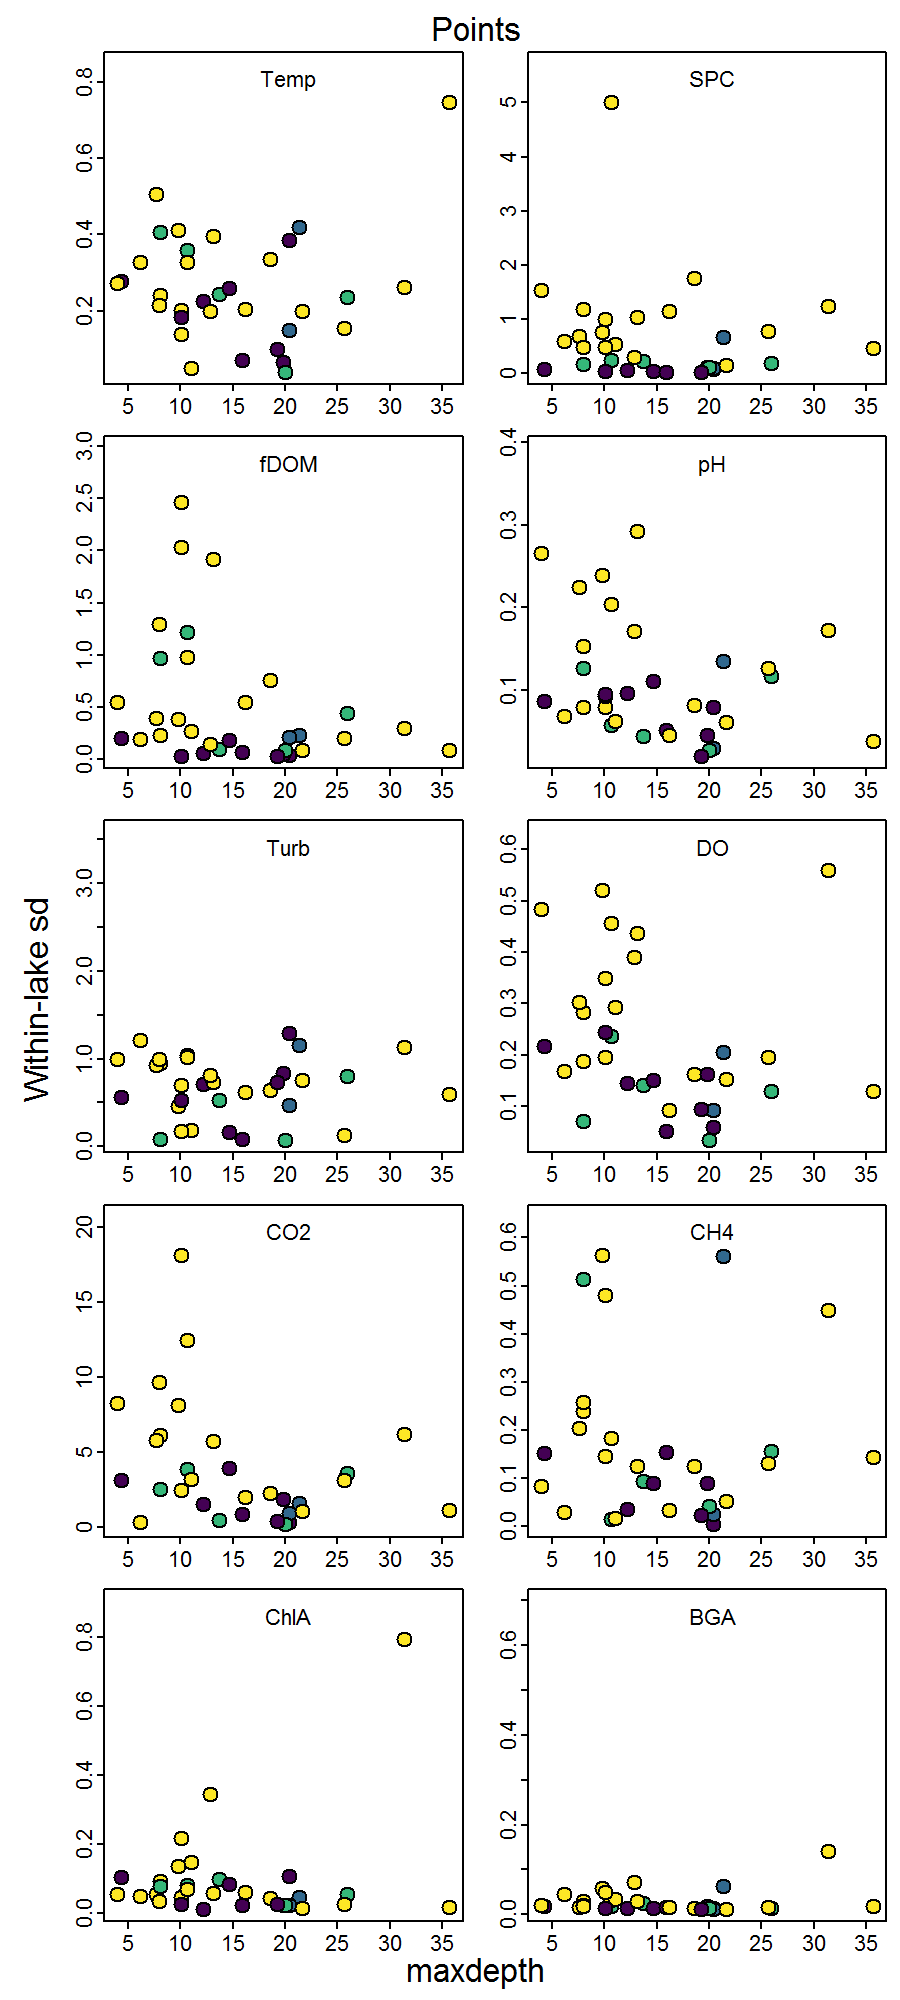 Points
Temp
0.2 0.4 0.6 0.8
5 10 15 20 25 30 35
SPC
0 1 2 3 4 5
5 10 15 20 25 30 35
fDOM
0.0 0.5 1.0 1.5 2.0 2.5 3.0
5 10 15 20 25 30 35
pH
0.1 0.2 0.3 0.4
5 10 15 20 25 30 35
Turb
0.0 1.0 2.0 3.0
5 10 15 20 25 30 35
DO
0.1 0.2 0.3 0.4 0.5 0.6
5 10 15 20 25 30 35
CO2
0 5 10 15 20
5 10 15 20 25 30 35
CH4
0.0 0.1 0.2 0.3 0.4 0.5 0.6
5 10 15 20 25 30 35
ChlA
0.0 0.2 0.4 0.6 0.8
5 10 15 20 25 30 35
BGA
0.0 0.2 0.4 0.6
5 10 15 20 25 30 35
Within-lake sd
maxdepth